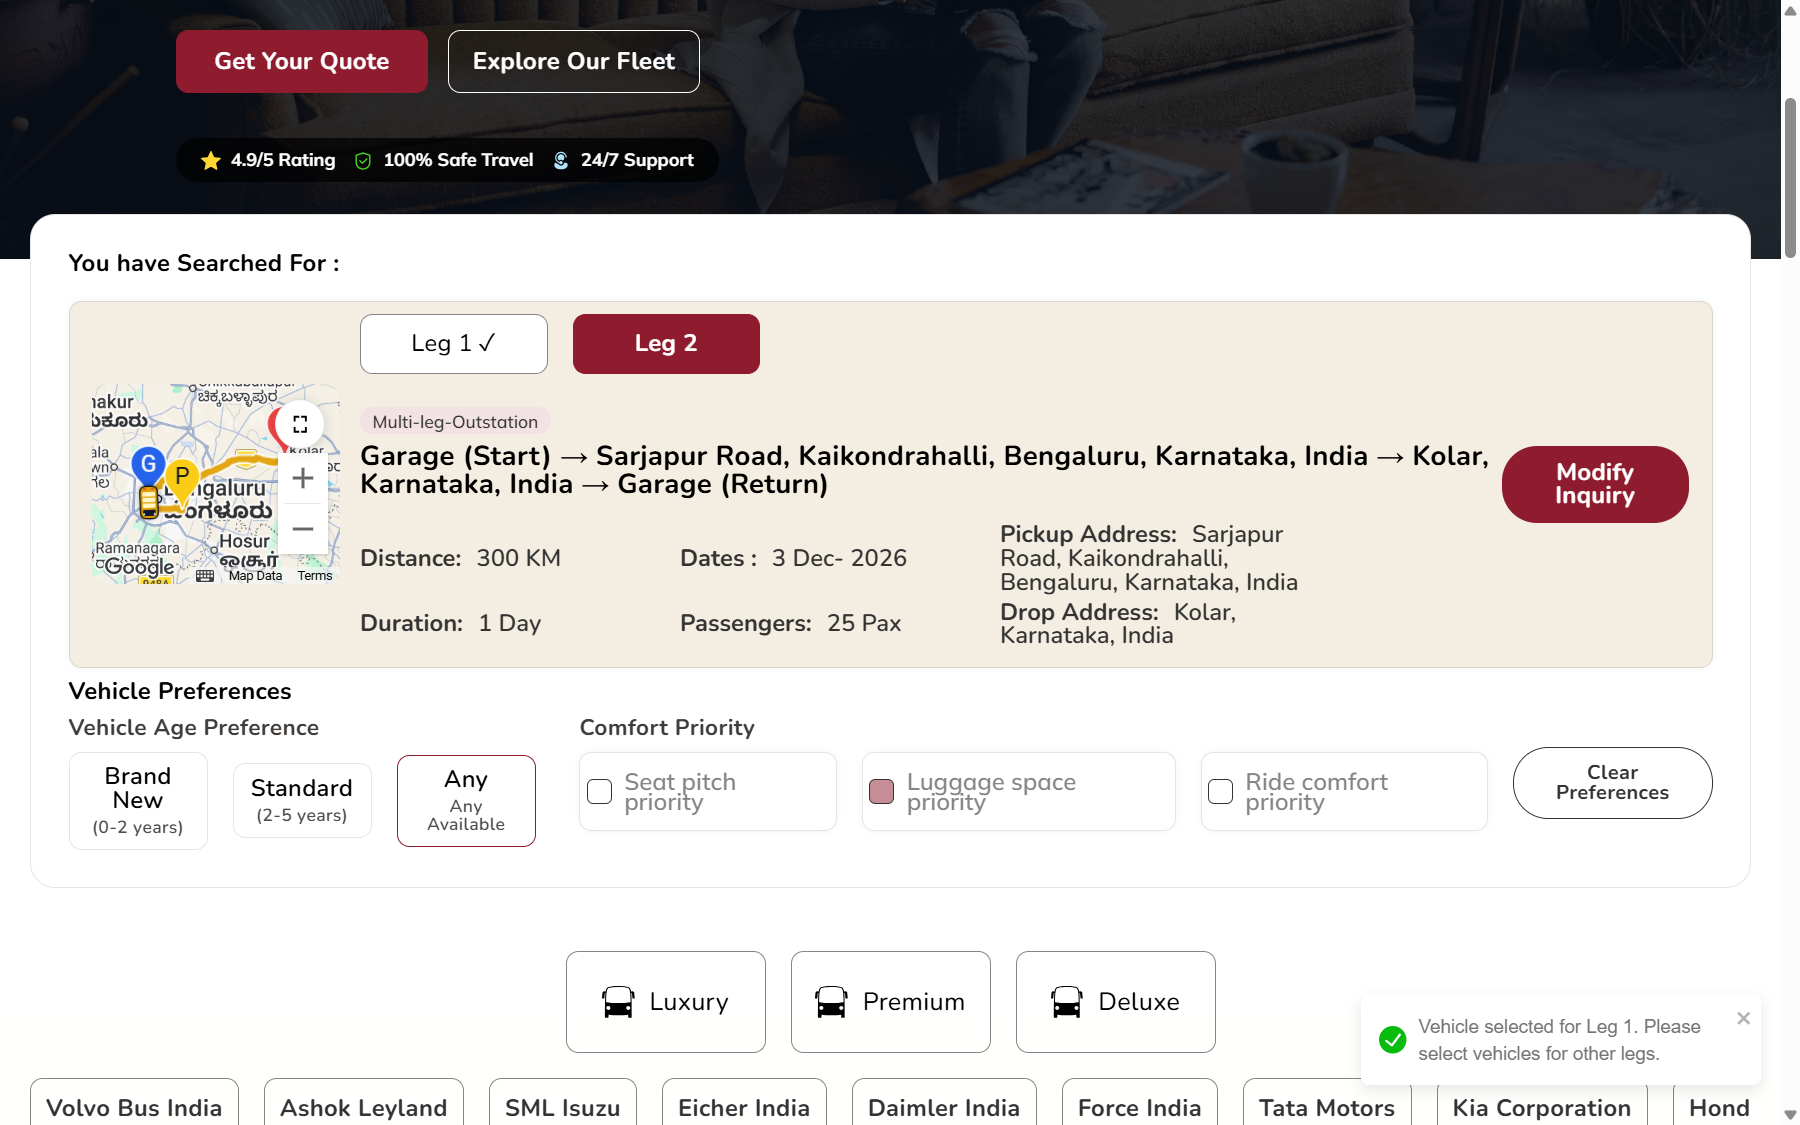 Get Your Quote
Explore Our Fleet
4.9/5 Rating
100% Safe Travel
24/7 Support
You have Searched For :
Leg 1 ✓
Leg 2
ಚಿಕ್ಕಬಳ್ಳಾಪುರ
G
P
Hosur
Ramanagara
Google
Map Data
Terms
Multi-leg-Outstation
Garage (Start) → Sarjapur Road, Kaikondrahalli, Bengaluru, Karnataka, India → Kolar,
Karnataka, India → Garage (Return)
Modify
Inquiry
Distance: 300 KM
Dates : 3 Dec- 2026
Pickup Address: Sarjapur
Road, Kaikondrahalli,
Bengaluru, Karnataka, India
Duration: 1 Day
Passengers: 25 Pax
Drop Address: Kolar,
Karnataka, India
Vehicle Preferences
Vehicle Age Preference
Comfort Priority
Brand
New
(0-2 years)
Standard
(2-5 years)
Any
Any
Available
Seat pitch
priority
Luggage space
priority
Ride comfort
priority
Clear
Preferences
Luxury
Premium
Deluxe
Vehicle selected for Leg 1. Please
select vehicles for other legs.
Volvo Bus India
Ashok Leyland
SML Isuzu
Eicher India
Daimler India
Force India
Tata Motors
Kia Corporation
Hond